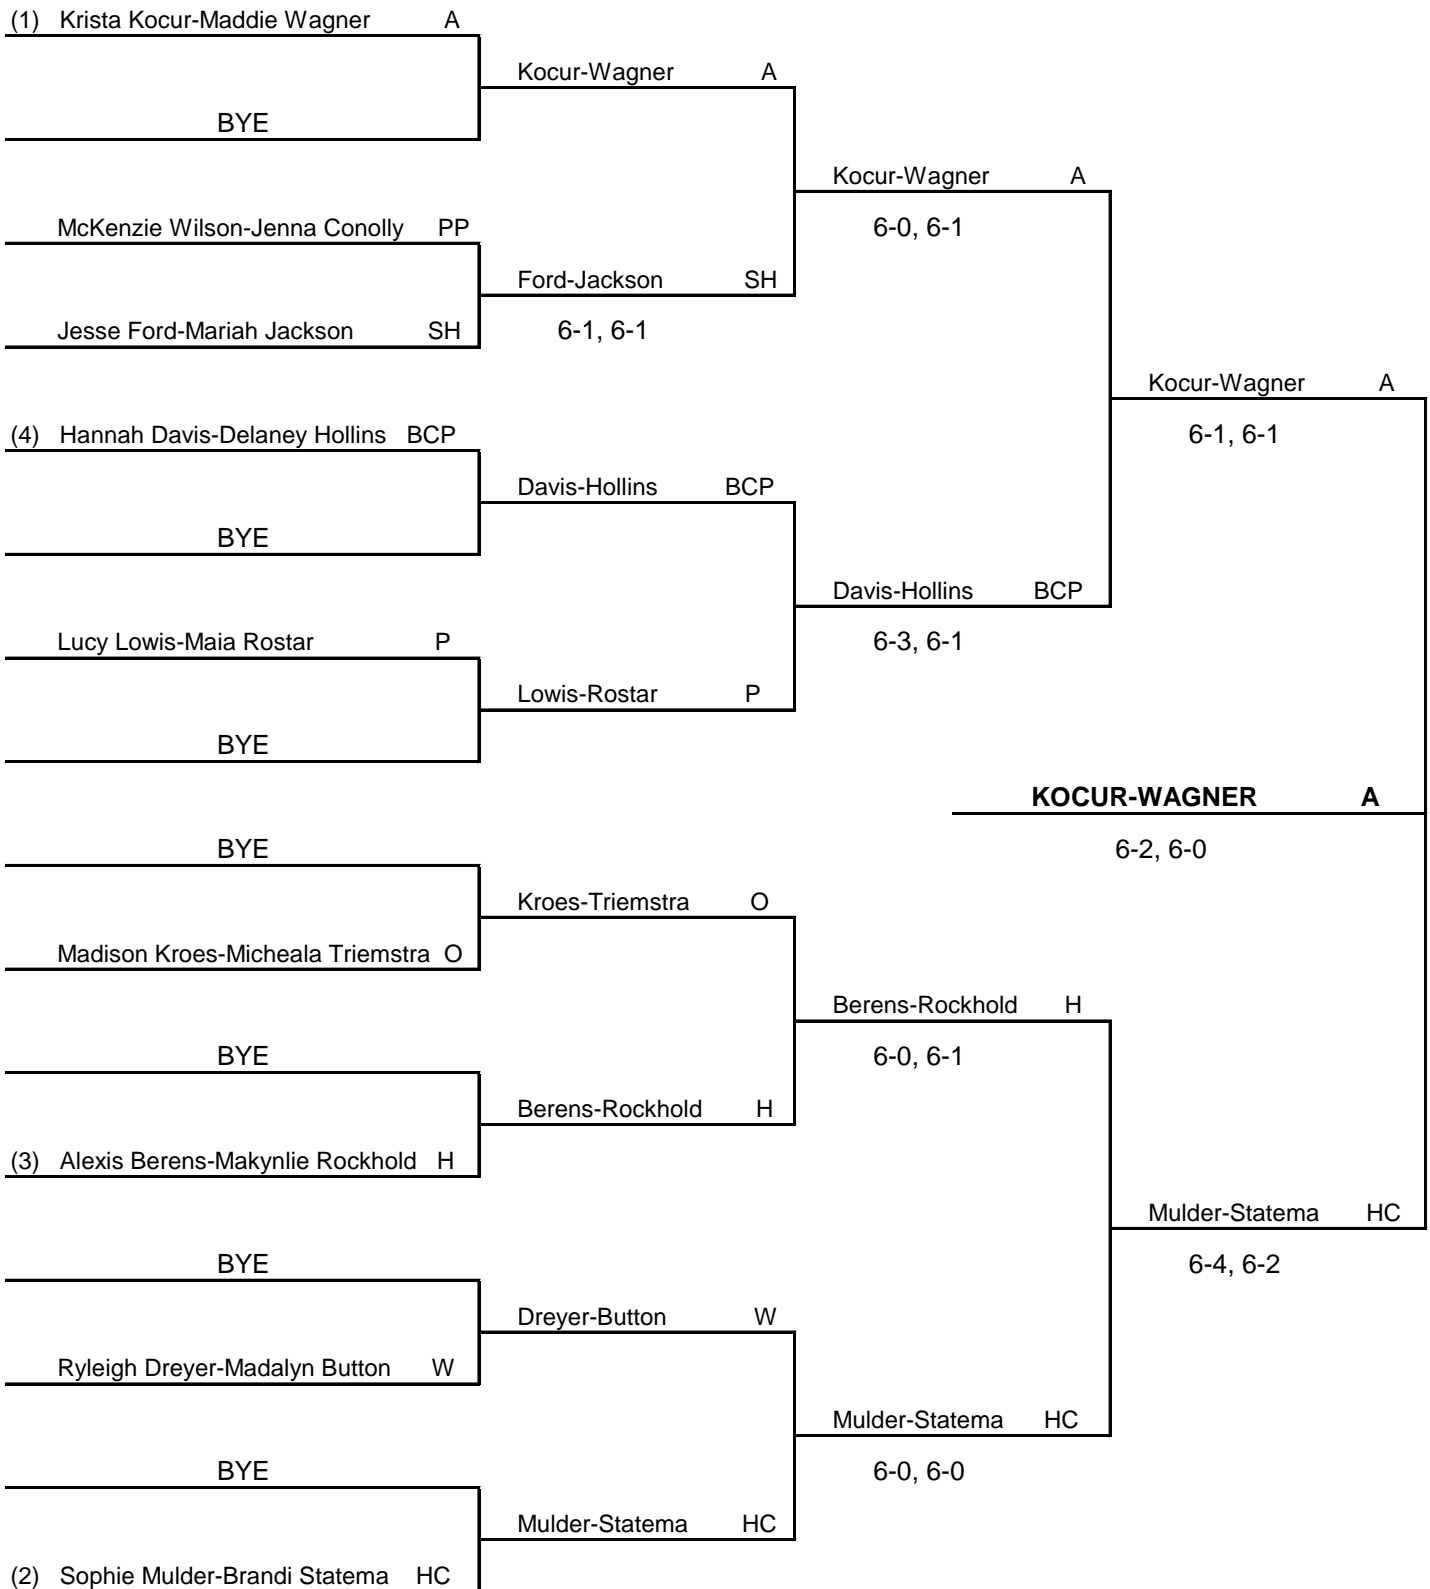 (1) Krista Kocur-Maddie Wagner A
Kocur-Wagner A
BYE
Kocur-Wagner A
McKenzie Wilson-Jenna Conolly PP
6-0, 6-1
Ford-Jackson SH
Jesse Ford-Mariah Jackson SH
6-1, 6-1
Kocur-Wagner A
(4) Hannah Davis-Delaney Hollins BCP
6-1, 6-1
Davis-Hollins BCP
BYE
Davis-Hollins BCP
Lucy Lowis-Maia Rostar P
6-3, 6-1
Lowis-Rostar P
BYE
KOCUR-WAGNER A
BYE
6-2, 6-0
Kroes-Triemstra O
Madison Kroes-Micheala Triemstra O
Berens-Rockhold H
BYE
6-0, 6-1
Berens-Rockhold H
(3) Alexis Berens-Makynlie Rockhold H
Mulder-Statema HC
BYE
6-4, 6-2
Dreyer-Button W
Ryleigh Dreyer-Madalyn Button W
Mulder-Statema HC
BYE
6-0, 6-0
Mulder-Statema HC
(2) Sophie Mulder-Brandi Statema HC